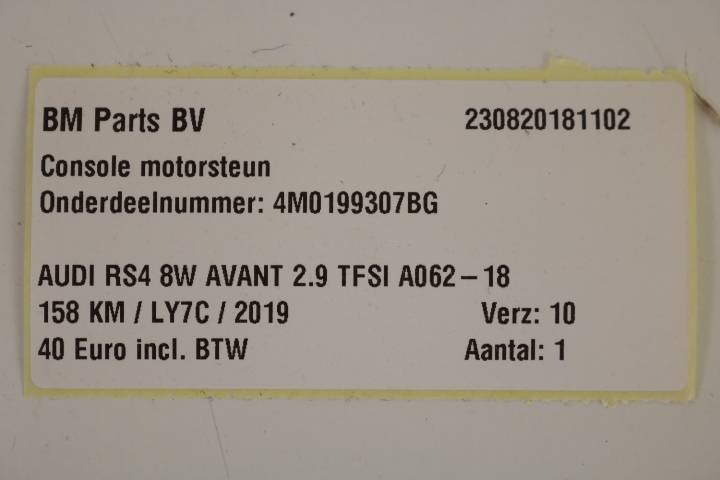 BM Parts BV 230820181102
Console motorsteun
Onderdeelnummer: 4M0199307BG
AUDI RS4 8W AVANT 2.9 TFSI A062-18
158 KM / LY7C / 2019 Verz: 10
40 Euro incl. BTW Aantal: 1